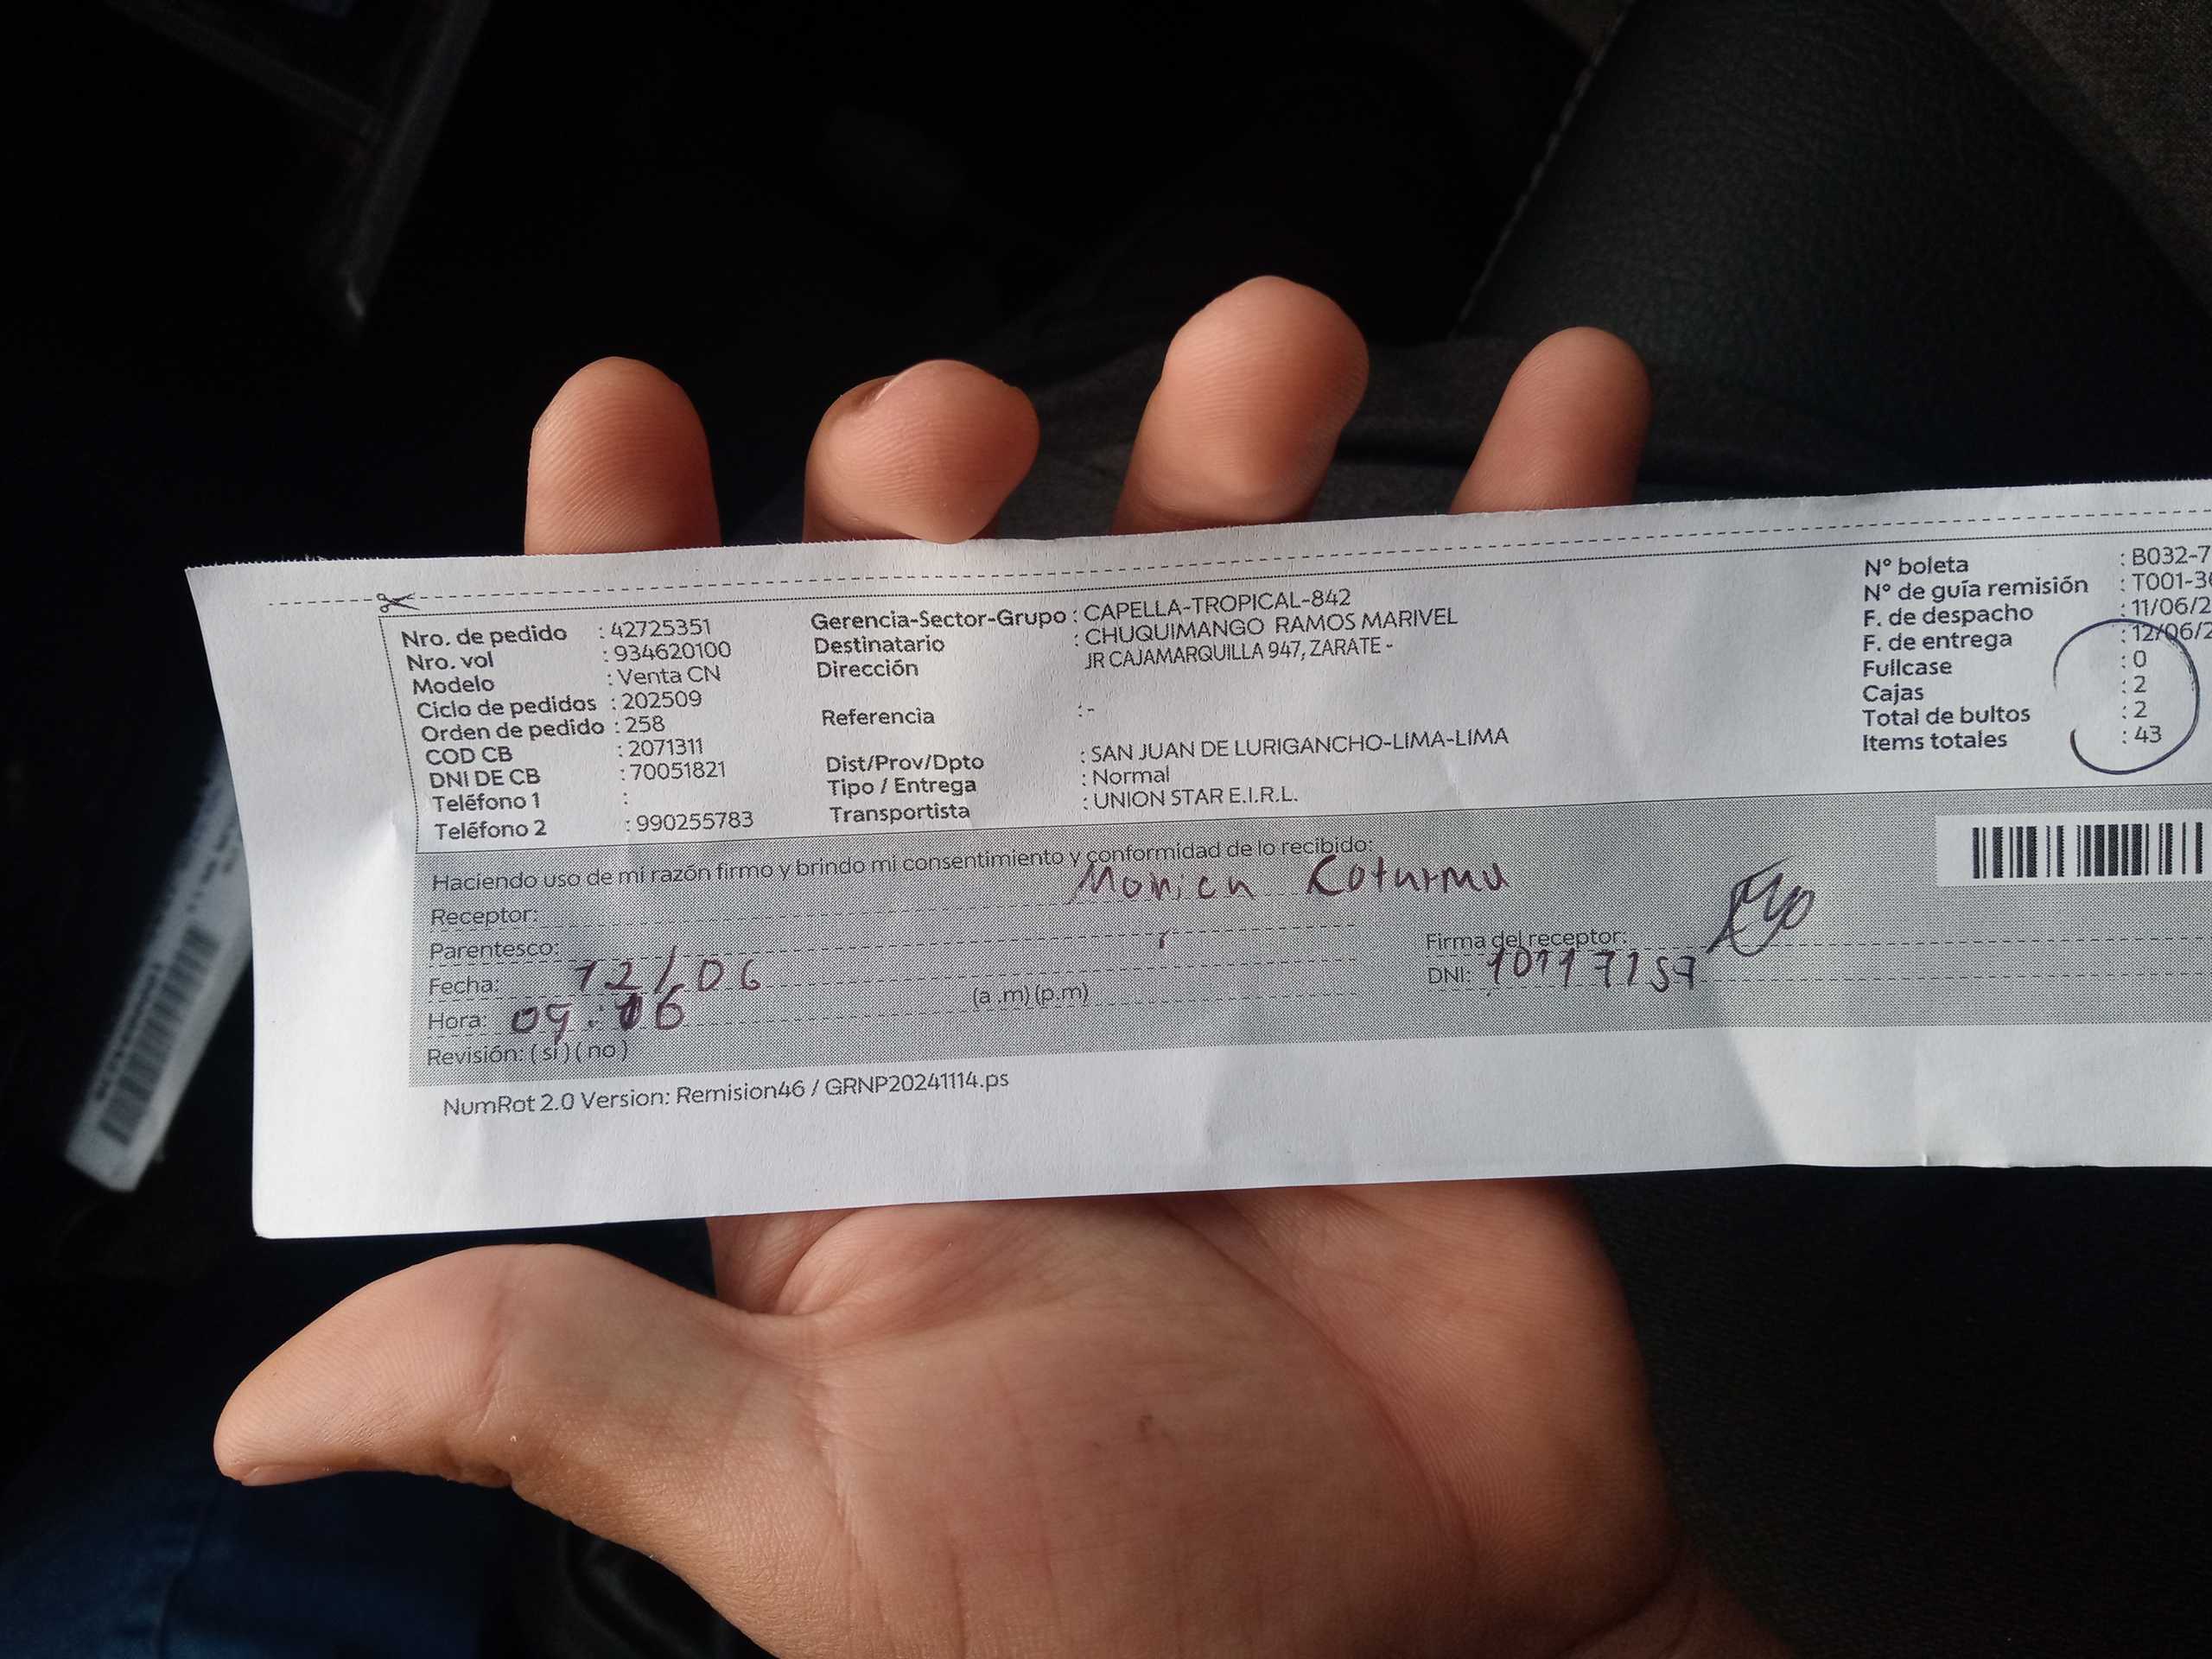 Nro. de pedido : 42725351
Nro. vol : 934620100
Modelo : Venta CN
Ciclo de pedidos : 202509
Orden de pedido : 258
COD CB : 2071311
DNI DE CB : 70051821
Teléfono 1 :
Teléfono 2 : 990255783
Gerencia-Sector-Grupo : CAPELLA-TROPICAL-842
Destinatario : CHUQUIMANGO RAMOS MARIVEL
Dirección JR CAJAMARQUILLA 947, ZARATE -
Referencia : -
Dist/Prov/Dpto : SAN JUAN DE LURIGANCHO-LIMA-LIMA
Tipo / Entrega : Normal
Transportista : UNION STAR E.I.R.L.
N° boleta : B032-7
N° de guía remisión : T001-3
F. de despacho : 11/06/2
F. de entrega : 12/06/2
Fullcase : 0
Cajas : 2
Total de bultos : 2
Items totales : 43
Haciendo uso de mi razón firmo y brindo mi consentimiento y conformidad de lo recibido:
Receptor: Monica
Parentesco:
Firma del receptor:
Fecha: 12/06
DNI: 10117157
Hora: 09:16 (a .m) (p.m)
Revisión: ( si ) ( no )
NumRot 2.0 Version: Remision46 / GRNP20241114.ps